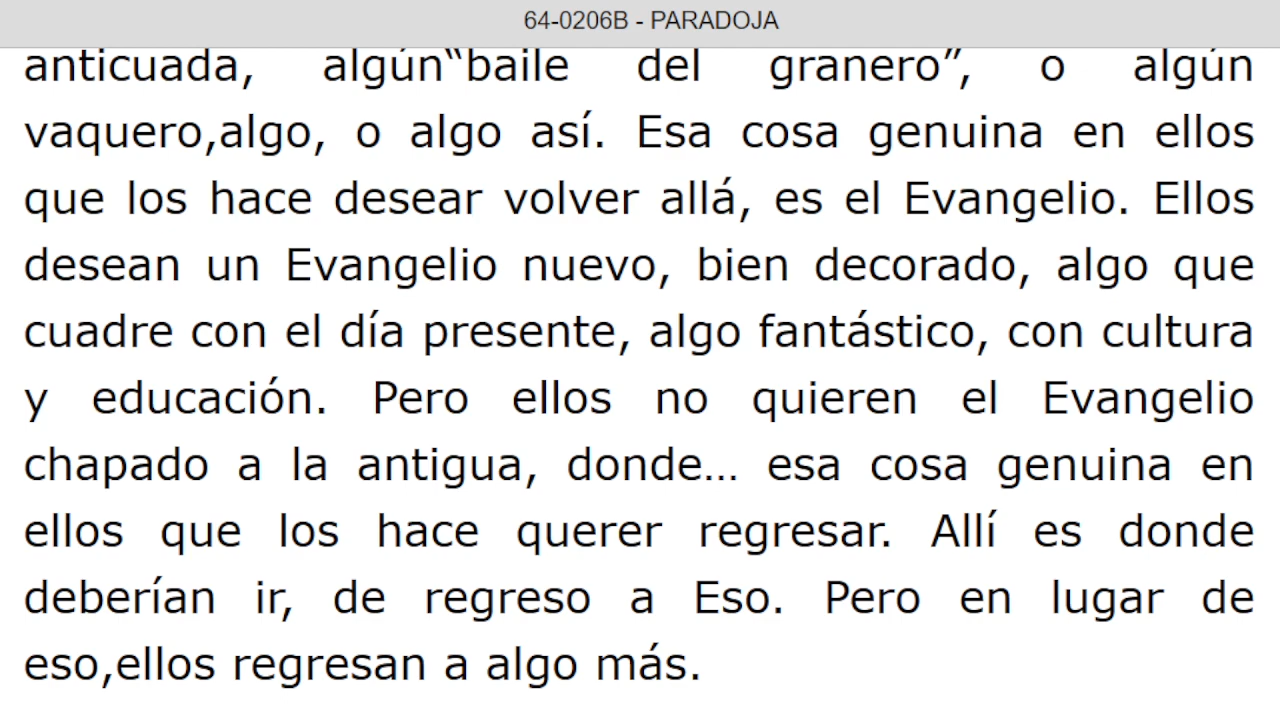 64-0206B - PARADOJA
anticuada, algún“baile del granero”, o algún
vaquero,algo, o algo así. Esa cosa genuina en ellos
que los hace desear volver allá, es el Evangelio. Ellos
desean un Evangelio nuevo, bien decorado, algo que
cuadre con el día presente, algo fantástico, con cultura
y educación. Pero ellos no quieren el Evangelio
chapado a la antigua, donde… esa cosa genuina en
ellos que los hace querer regresar. Allí es donde
deberían ir, de regreso a Eso. Pero en lugar de
eso,ellos regresan a algo más.